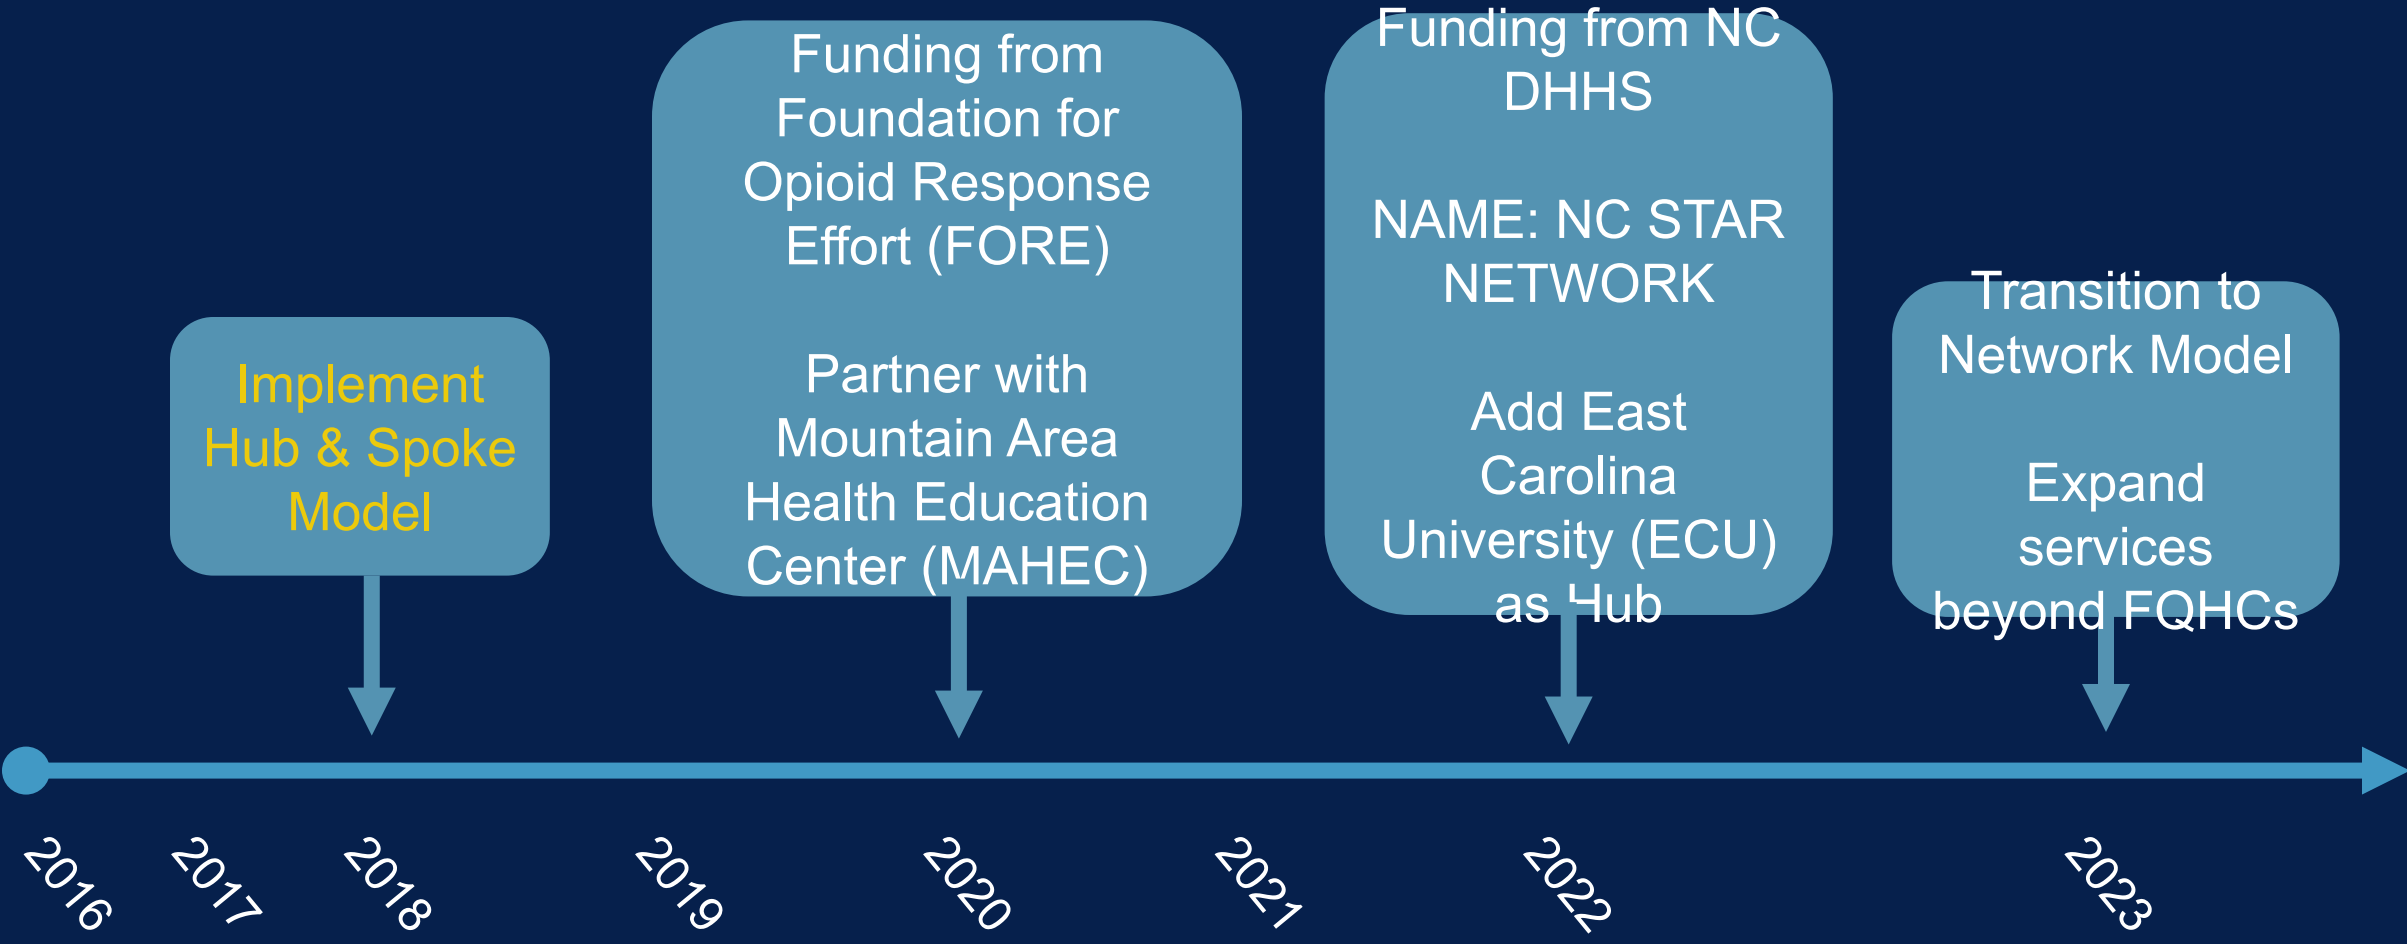 Implement
Hub & Spoke
Model
Funding from
Foundation for
Opioid Response
Effort (FORE)
Partner with
Mountain Area
Health Education
Center (MAHEC)
Funding from NC
DHHS
NAME: NC STAR
NETWORK
Add East
Carolina
University (ECU)
as Hub
Transition to
Network Model
Expand
services
beyond FQHCs
2016
2017
2018
2019
2020
2021
2022
2023